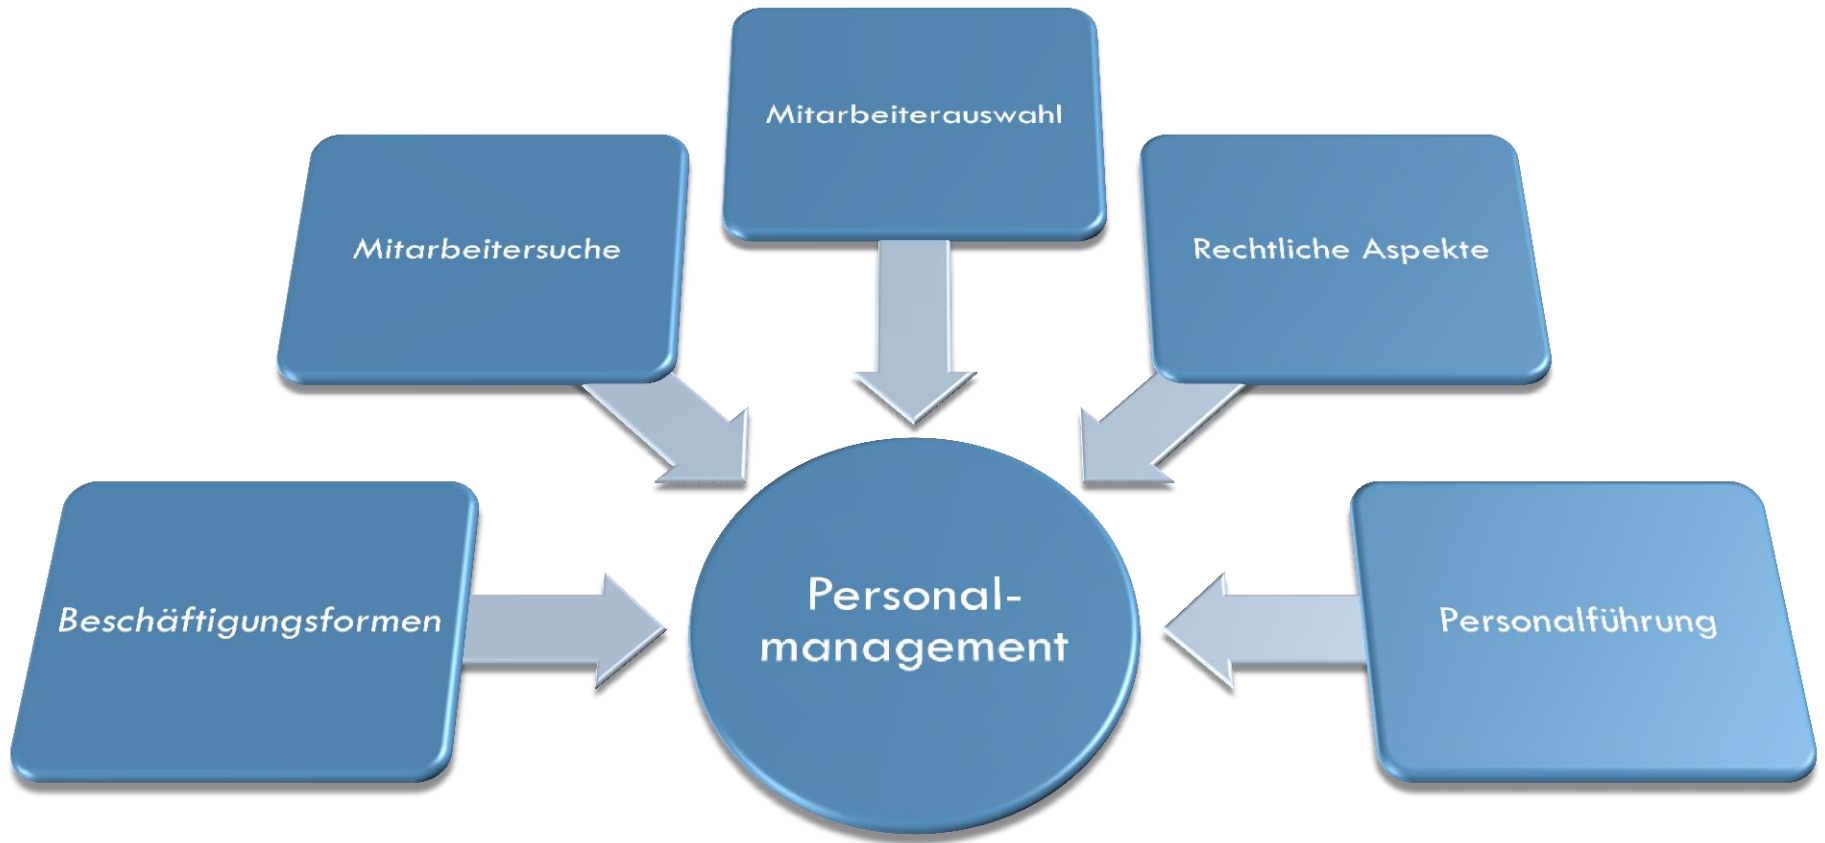 Mitarbeiterauswahl
Mitarbeitersuche
Rechtliche Aspekte
Beschäftigungsformen
Personal-
management
Personalführung